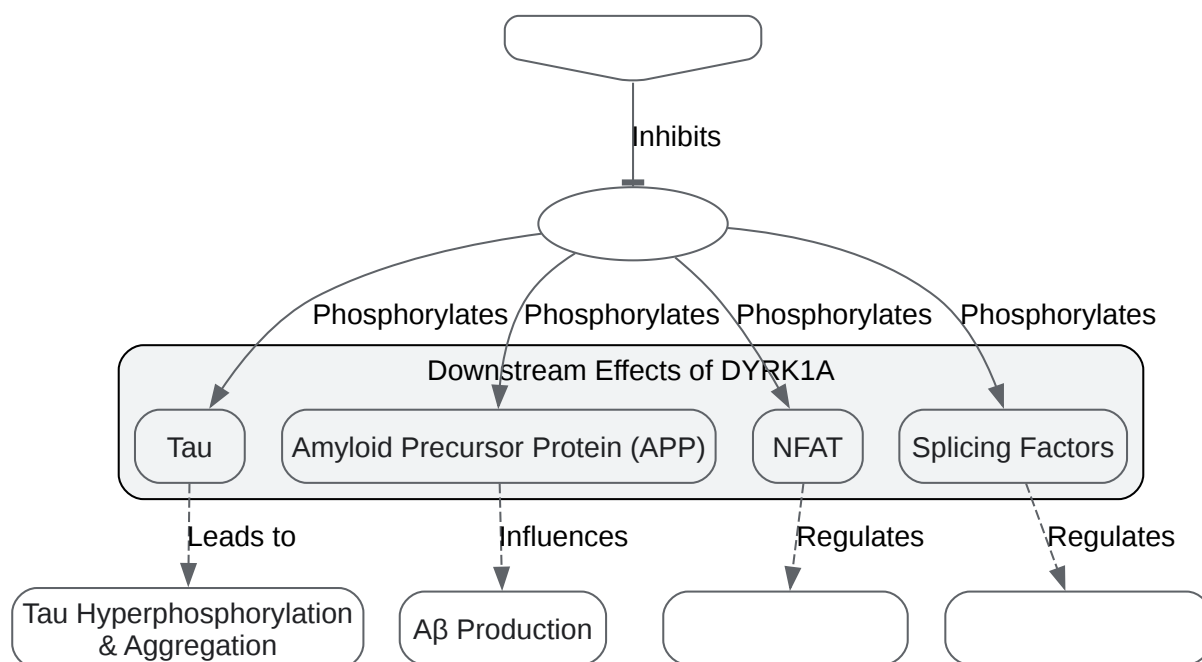 Inhibits
Phosphorylates Phosphorylates Phosphorylates Phosphorylates
Downstream Effects of DYRK1A
Tau Amyloid Precursor Protein (APP) NFAT Splicing Factors
Leads to Influences Regulates Regulates
Tau Hyperphosphorylation
& Aggregation
Aβ Production